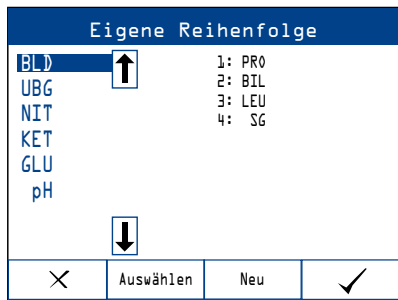 Eigene Reihenfolge
BLD
UBG
NIT
KET
GLU
pH
1: PRO
2: BIL
3: LEU
4: SG
Auswählen
Neu